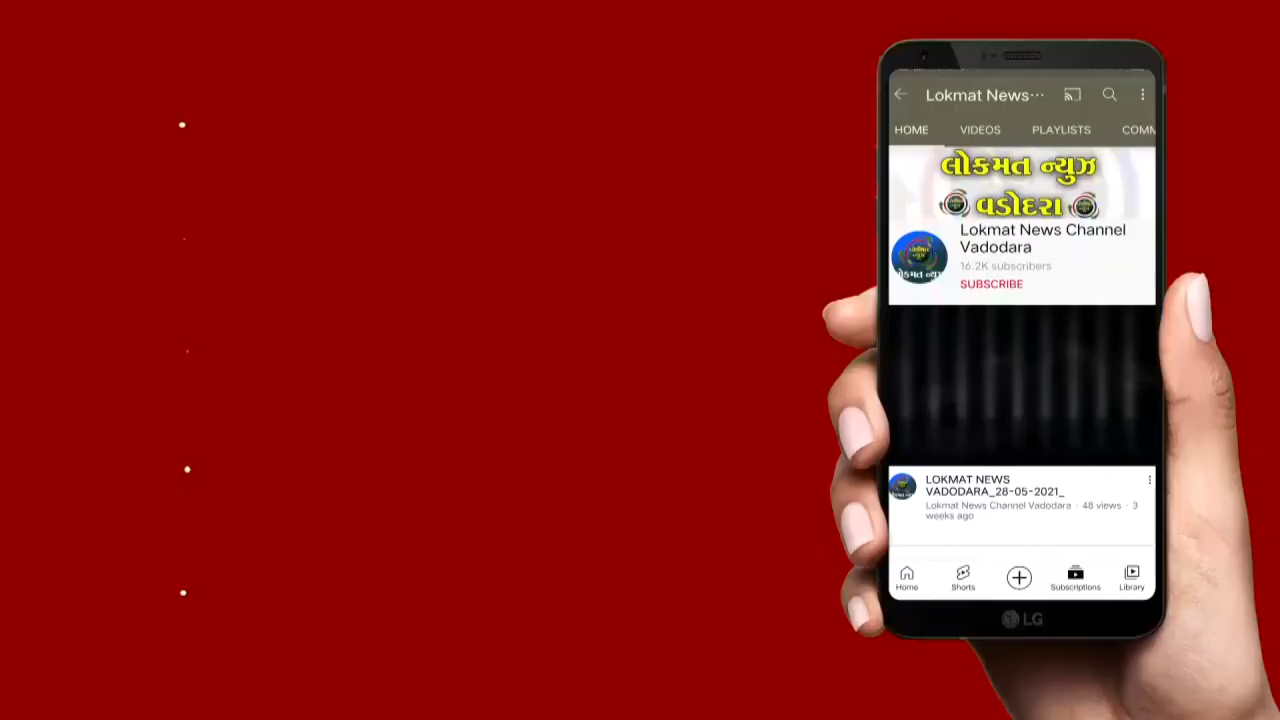 Lokmat News...
HOME VIDEOS PLAYLISTS COMM
લોકમત ન્યુઝ
વડોદરા
Lokmat News Channel
Vadodara
16.2K subscribers
SUBSCRIBE
LOKMAT NEWS
VADODARA_28-05-2021_
Lokmat News Channel Vadodara · 48 views · 3
weeks ago
Home Shorts Subscriptions Library
LG